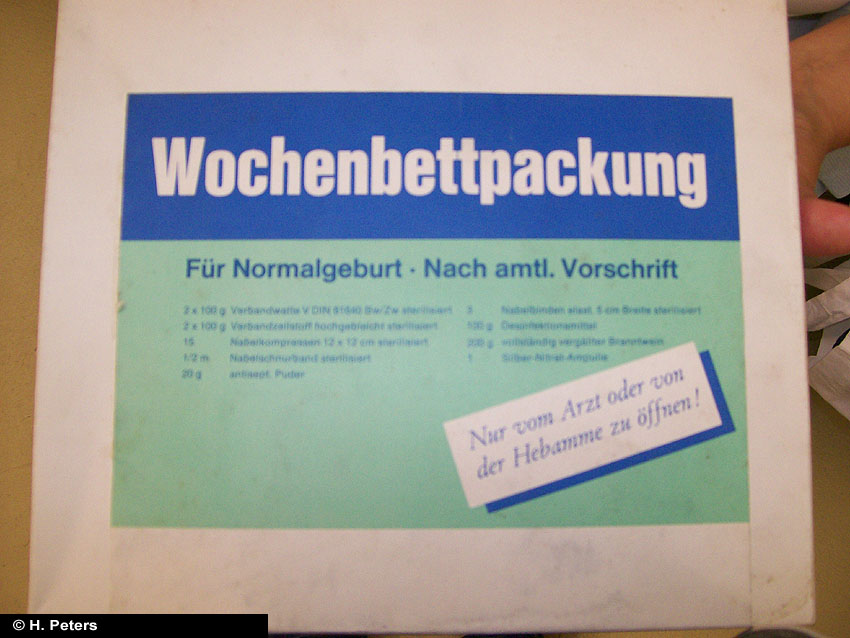 Wochenbettpackung
Für Normalgeburt · Nach amtl. Vorschrift
2 x 100 g Verbandwatte V DIN 61640 Bw/Zw sterilisiert
2 x 100 g Verbandzellstoff hochgebleicht sterilisiert
15 Nabelkompressen 12 x 12 cm sterilisiert
1/2 m Nabelschnurband sterilisiert
20 g antisept. Puder
3 Nabelbinden elast. 5 cm Breite sterilisiert
100 g Desinfektionsmittel
200 g vollständig vergällter Branntwein
1 Silber-Nitrat-Ampulle
Nur vom Arzt oder von
der Hebamme zu öffnen!
© H. Peters